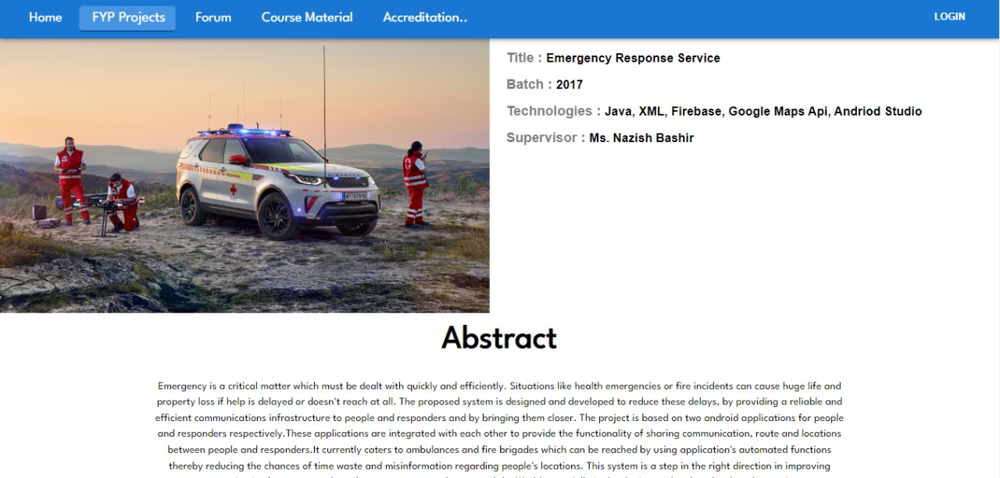 Home FYP Projects Forum Course Material Accreditation.. LOGIN
Title : Emergency Response Service
Batch : 2017
Technologies : Java, XML, Firebase, Google Maps Api, Andriod Studio
Supervisor : Ms. Nazish Bashir
DISCOVERY
Abstract
Emergency is a critical matter which must be dealt with quickly and efficiently. Situations like health emergencies or fire incidents can cause huge life and
property loss if help is delayed or doesn't reach at all. The proposed system is designed and developed to reduce these delays, by providing a reliable and
efficient communications infrastructure to people and responders and by bringing them closer. The project is based on two android applications for people
and responders respectively.These applications are integrated with each other to provide the functionality of sharing communication, route and locations
between people and responders.It currently caters to ambulances and fire brigades which can be reached by using application's automated functions
thereby reducing the chances of time waste and misinformation regarding people's locations. This system is a step in the right direction in improving